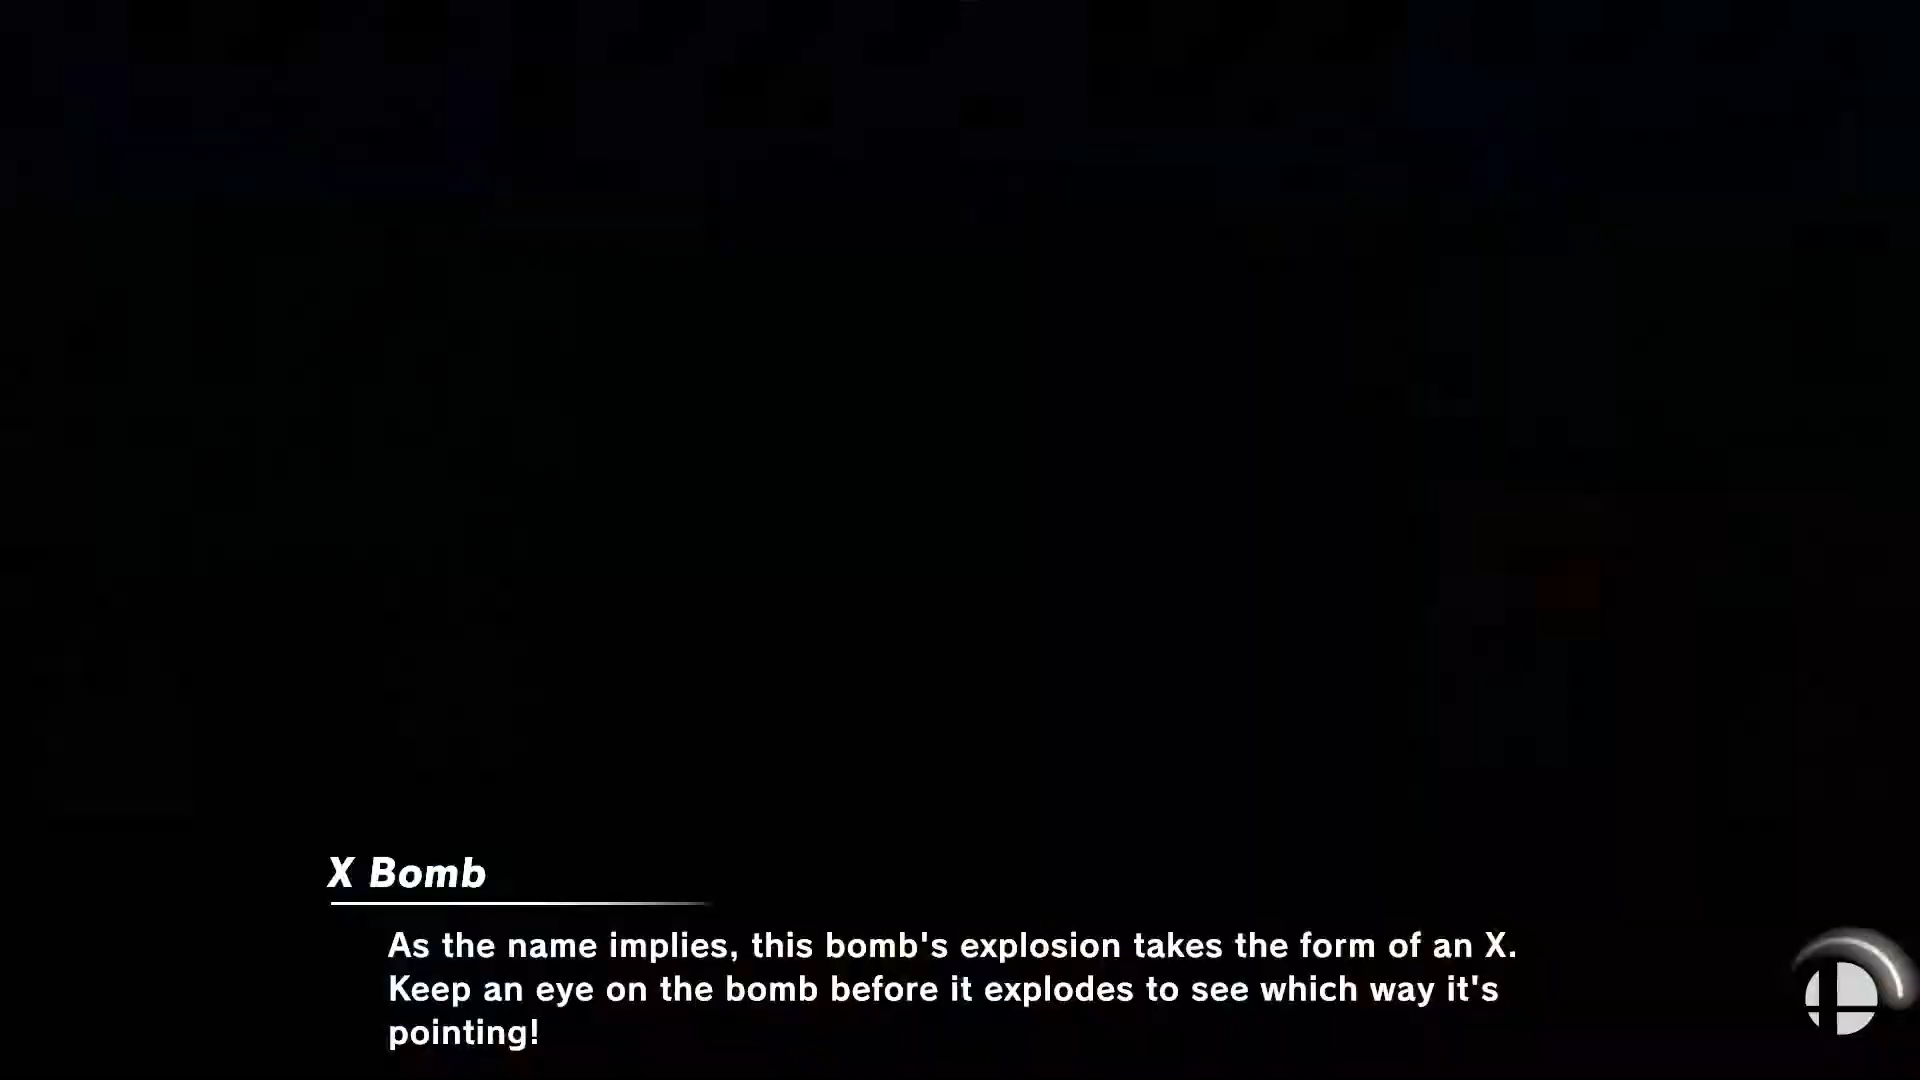 X Bomb
As the name implies, this bomb's explosion takes the form of an X.
Keep an eye on the bomb before it explodes to see which way it's
pointing!